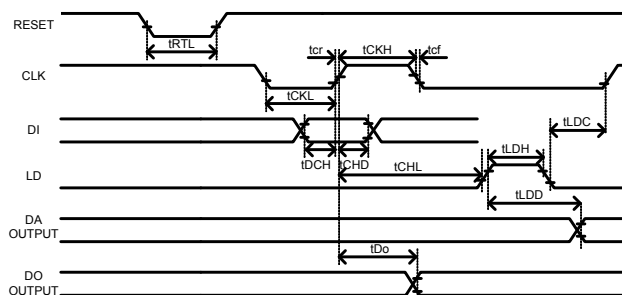 RESET
tRTL
tcr
tCKH
tcf
CLK
tCKL
tLDC
DI
tDCH
tCHD
tLDH
tCHL
LD
tLDD
DA
OUTPUT
tDo
DO
OUTPUT